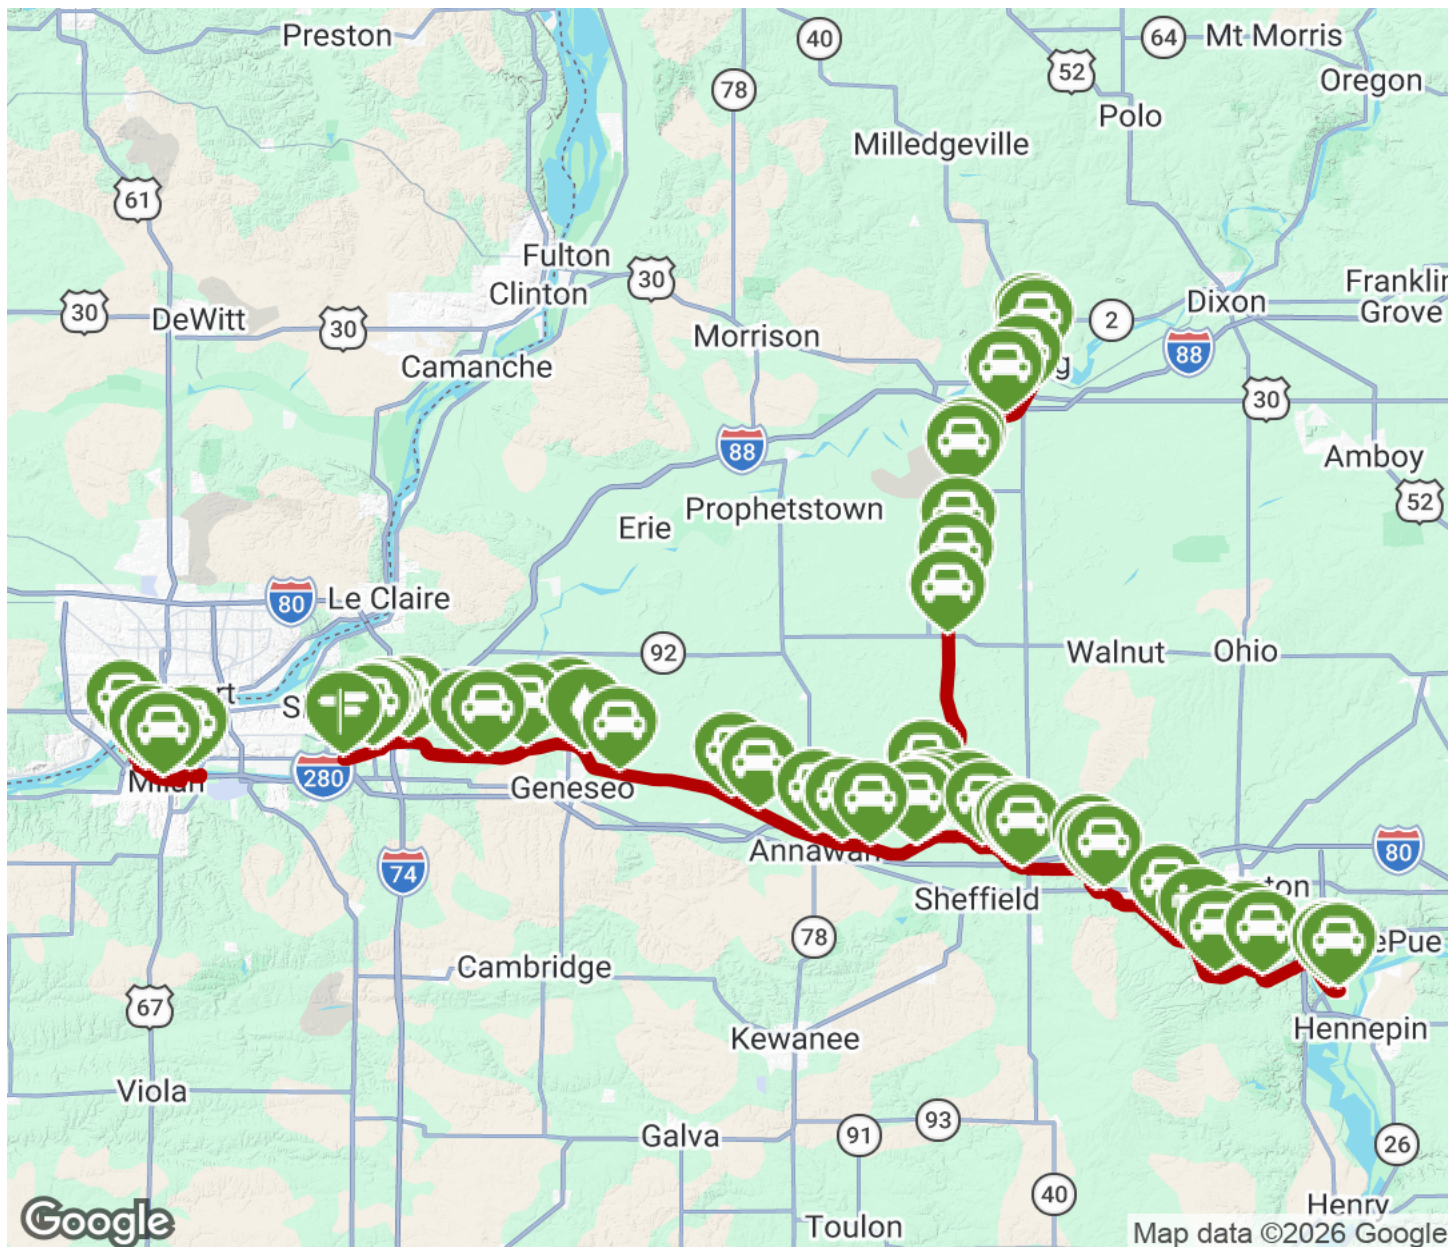 Preston
40
64
Mt Morris
52
Oregon
78
Polo
Milledgeville
61
Fulton
30
Clinton
Franklin
Grove
30
DeWitt
30
Dixon
2
Morrison
88
Camanche
30
88
Amboy
Prophetstown
52
Erie
80
Le Claire
92
Walnut
Ohio
Milan
280
Geneseo
Annawan
80
74
Sheffield
78
ePue
Cambridge
67
Hennepin
Kewanee
Viola
93
91
Galva
26
40
Henry
Toulon
Google
Map data ©2026 Google